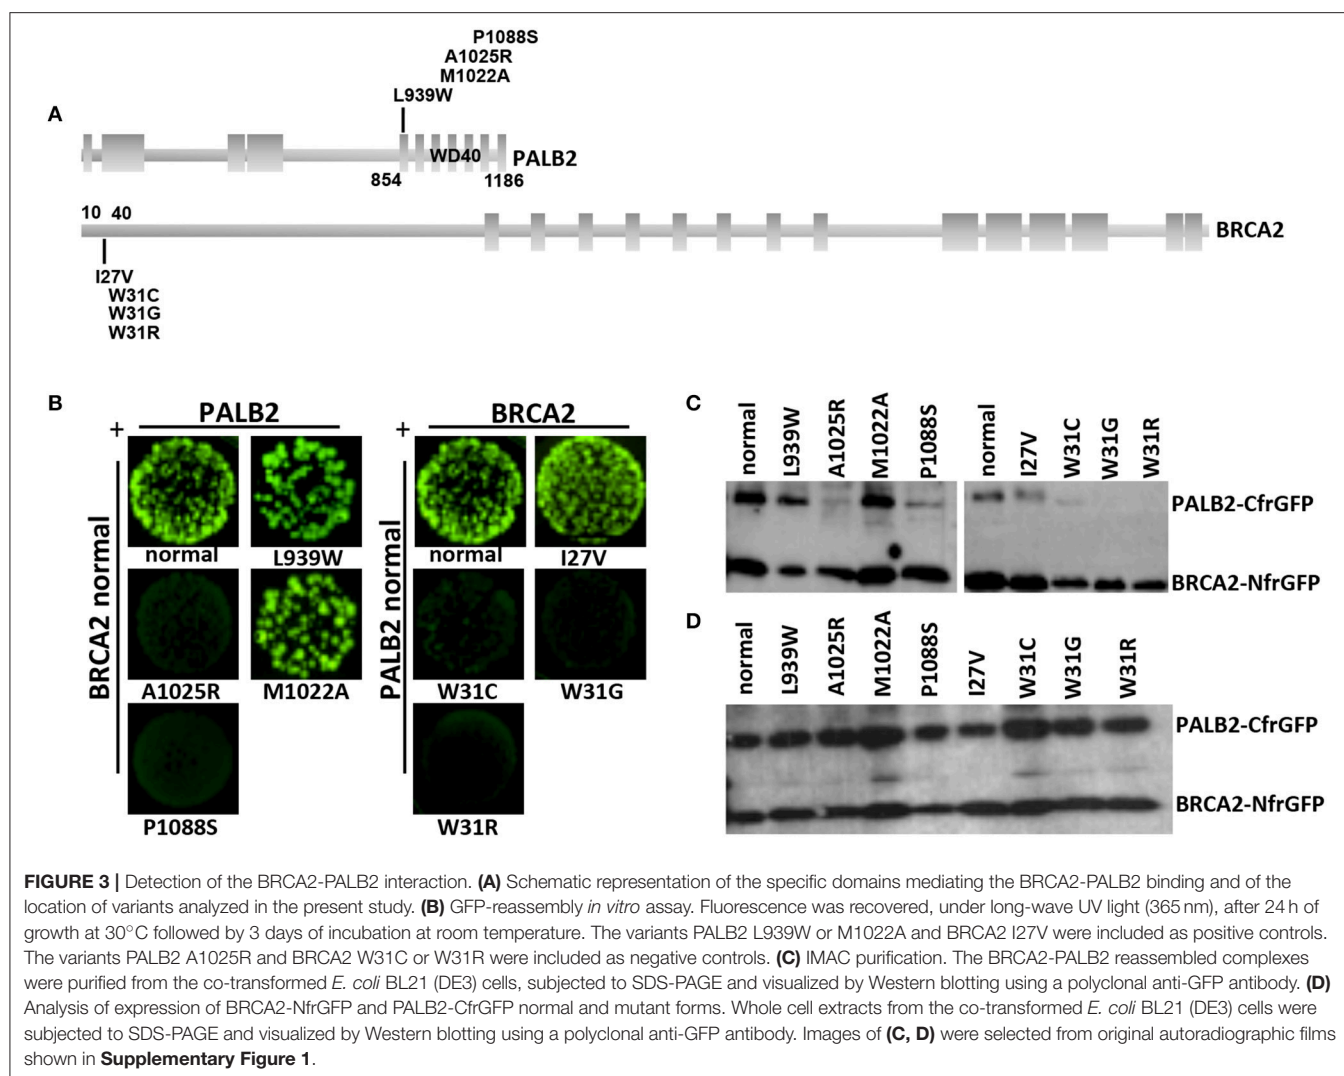 P1088S
A1025R
M1022A
L939W
A
WD40
PALB2
854
1186
10 40
BRCA2
I27V
W31C
W31G
W31R
B
PALB2
+
BRCA2 normal
normal
L939W
A1025R
M1022A
P1088S
BRCA2
+
PALB2 normal
normal
I27V
W31C
W31G
W31R
C
normal
L939W
A1025R
M1022A
P1088S
normal
I27V
W31C
W31G
W31R
PALB2-CfrGFP
BRCA2-NfrGFP
D
normal
L939W
A1025R
M1022A
P1088S
I27V
W31C
W31G
W31R
PALB2-CfrGFP
BRCA2-NfrGFP
FIGURE 3 | Detection of the BRCA2-PALB2 interaction. (A) Schematic representation of the specific domains mediating the BRCA2-PALB2 binding and of the
location of variants analyzed in the present study. (B) GFP-reassembly in vitro assay. Fluorescence was recovered, under long-wave UV light (365 nm), after 24 h of
growth at 30°C followed by 3 days of incubation at room temperature. The variants PALB2 L939W or M1022A and BRCA2 I27V were included as positive controls.
The variants PALB2 A1025R and BRCA2 W31C or W31R were included as negative controls. (C) IMAC purification. The BRCA2-PALB2 reassembled complexes
were purified from the co-transformed E. coli BL21 (DE3) cells, subjected to SDS-PAGE and visualized by Western blotting using a polyclonal anti-GFP antibody. (D)
Analysis of expression of BRCA2-NfrGFP and PALB2-CfrGFP normal and mutant forms. Whole cell extracts from the co-transformed E. coli BL21 (DE3) cells were
subjected to SDS-PAGE and visualized by Western blotting using a polyclonal anti-GFP antibody. Images of (C, D) were selected from original autoradiographic films
shown in Supplementary Figure 1.